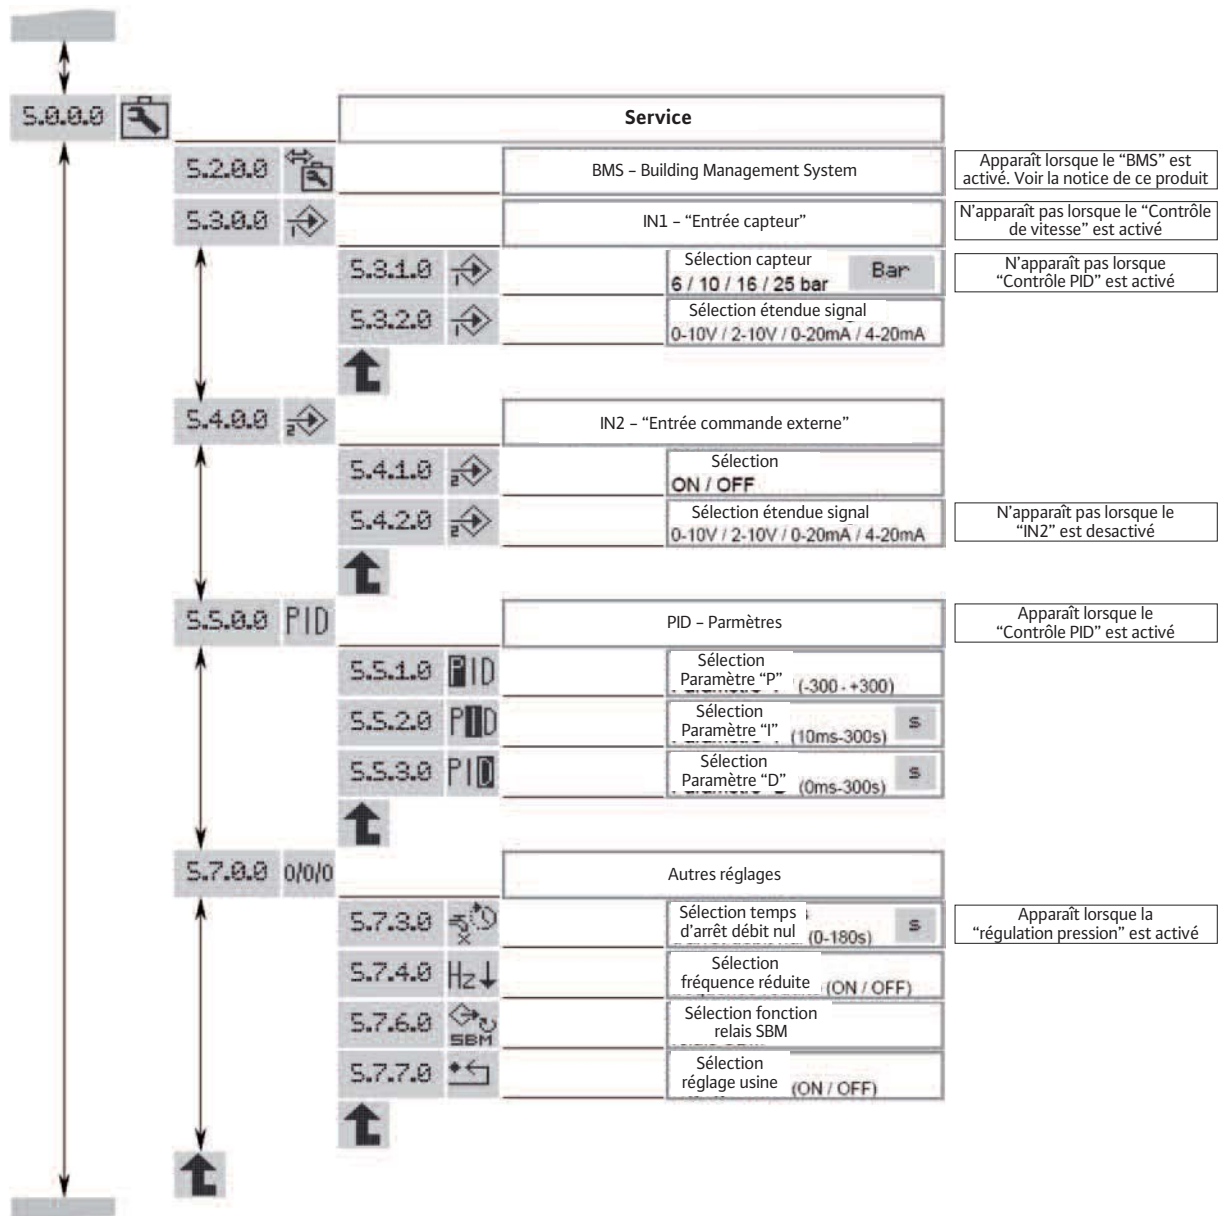 5.0.0.0
Service
5.2.0.0
BMS – Building Management System
Apparaît lorsque le “BMS” est
activé. Voir la notice de ce produit
5.3.0.0
1
IN1 – “Entrée capteur”
N’apparaît pas lorsque le “Contrôle
de vitesse” est activé
5.3.1.0
1
Sélection capteur
6 / 10 / 16 / 25 bar
Bar
N’apparaît pas lorsque
“Contrôle PID” est activé
5.3.2.0
1
Sélection étendue signal
0-10V / 2-10V / 0-20mA / 4-20mA
5.4.0.0
2
IN2 – “Entrée commande externe”
5.4.1.0
2
Sélection
ON / OFF
5.4.2.0
2
Sélection étendue signal
0-10V / 2-10V / 0-20mA / 4-20mA
N’apparaît pas lorsque le
“IN2” est desactivé
5.5.0.0 PID
PID – Parmètres
Apparaît lorsque le
“Contrôle PID” est activé
5.5.1.0 PID
Sélection
Paramètre “P” (-300 - +300)
5.5.2.0 PID
Sélection
Paramètre “I” (10ms-300s)
s
5.5.3.0 PID
Sélection
Paramètre “D” (0ms-300s)
s
5.7.0.0 0/0/0
Autres réglages
5.7.3.0
Sélection temps
d’arrêt débit nul (0-180s)
s
Apparaît lorsque la
“régulation pression” est activé
5.7.4.0 Hz
Sélection
fréquence réduite (ON / OFF)
5.7.6.0 SBM
Sélection fonction
relais SBM
5.7.7.0
Sélection
réglage usine (ON / OFF)